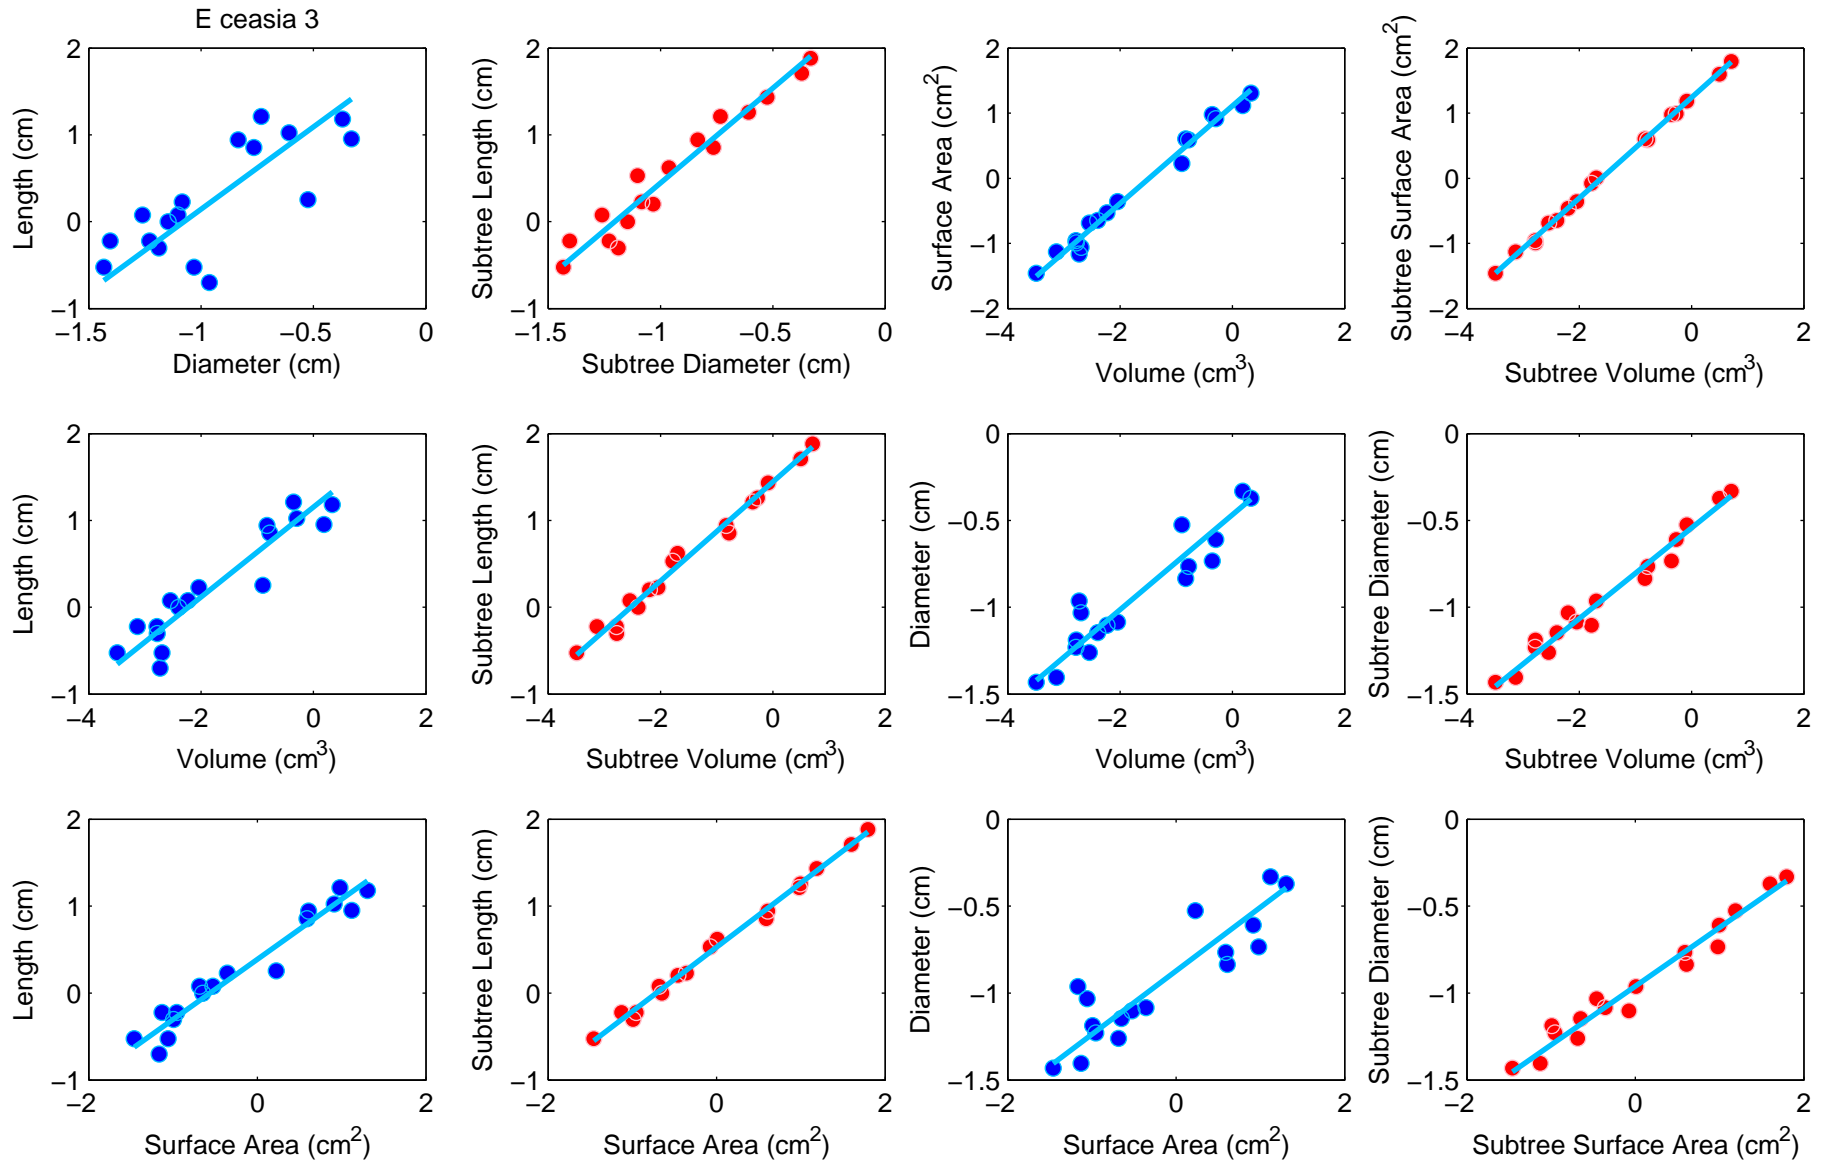 E ceasia 3
2
1
0
−1
−1.5 −1 −0.5 0
Length (cm)
Diameter (cm)
2
1
0
−1
−1.5 −1 −0.5 0
Subtree Length (cm)
Subtree Diameter (cm)
2
1
0
−1
−2
−4 −2 0 2
Surface Area (cm²)
Volume (cm³)
2
1
0
−1
−2
−4 −2 0 2
Subtree Surface Area (cm²)
Subtree Volume (cm³)
2
1
0
−1
−4 −2 0 2
Length (cm)
Volume (cm³)
2
1
0
−1
−4 −2 0 2
Subtree Length (cm)
Subtree Volume (cm³)
0
−0.5
−1
−1.5
−4 −2 0 2
Diameter (cm)
Volume (cm³)
0
−0.5
−1
−1.5
−4 −2 0 2
Subtree Diameter (cm)
Subtree Volume (cm³)
2
1
0
−1
−2 0 2
Length (cm)
Surface Area (cm²)
2
1
0
−1
−2 0 2
Subtree Length (cm)
Surface Area (cm²)
0
−0.5
−1
−1.5
−2 0 2
Diameter (cm)
Surface Area (cm²)
0
−0.5
−1
−1.5
−2 0 2
Subtree Diameter (cm)
Subtree Surface Area (cm²)